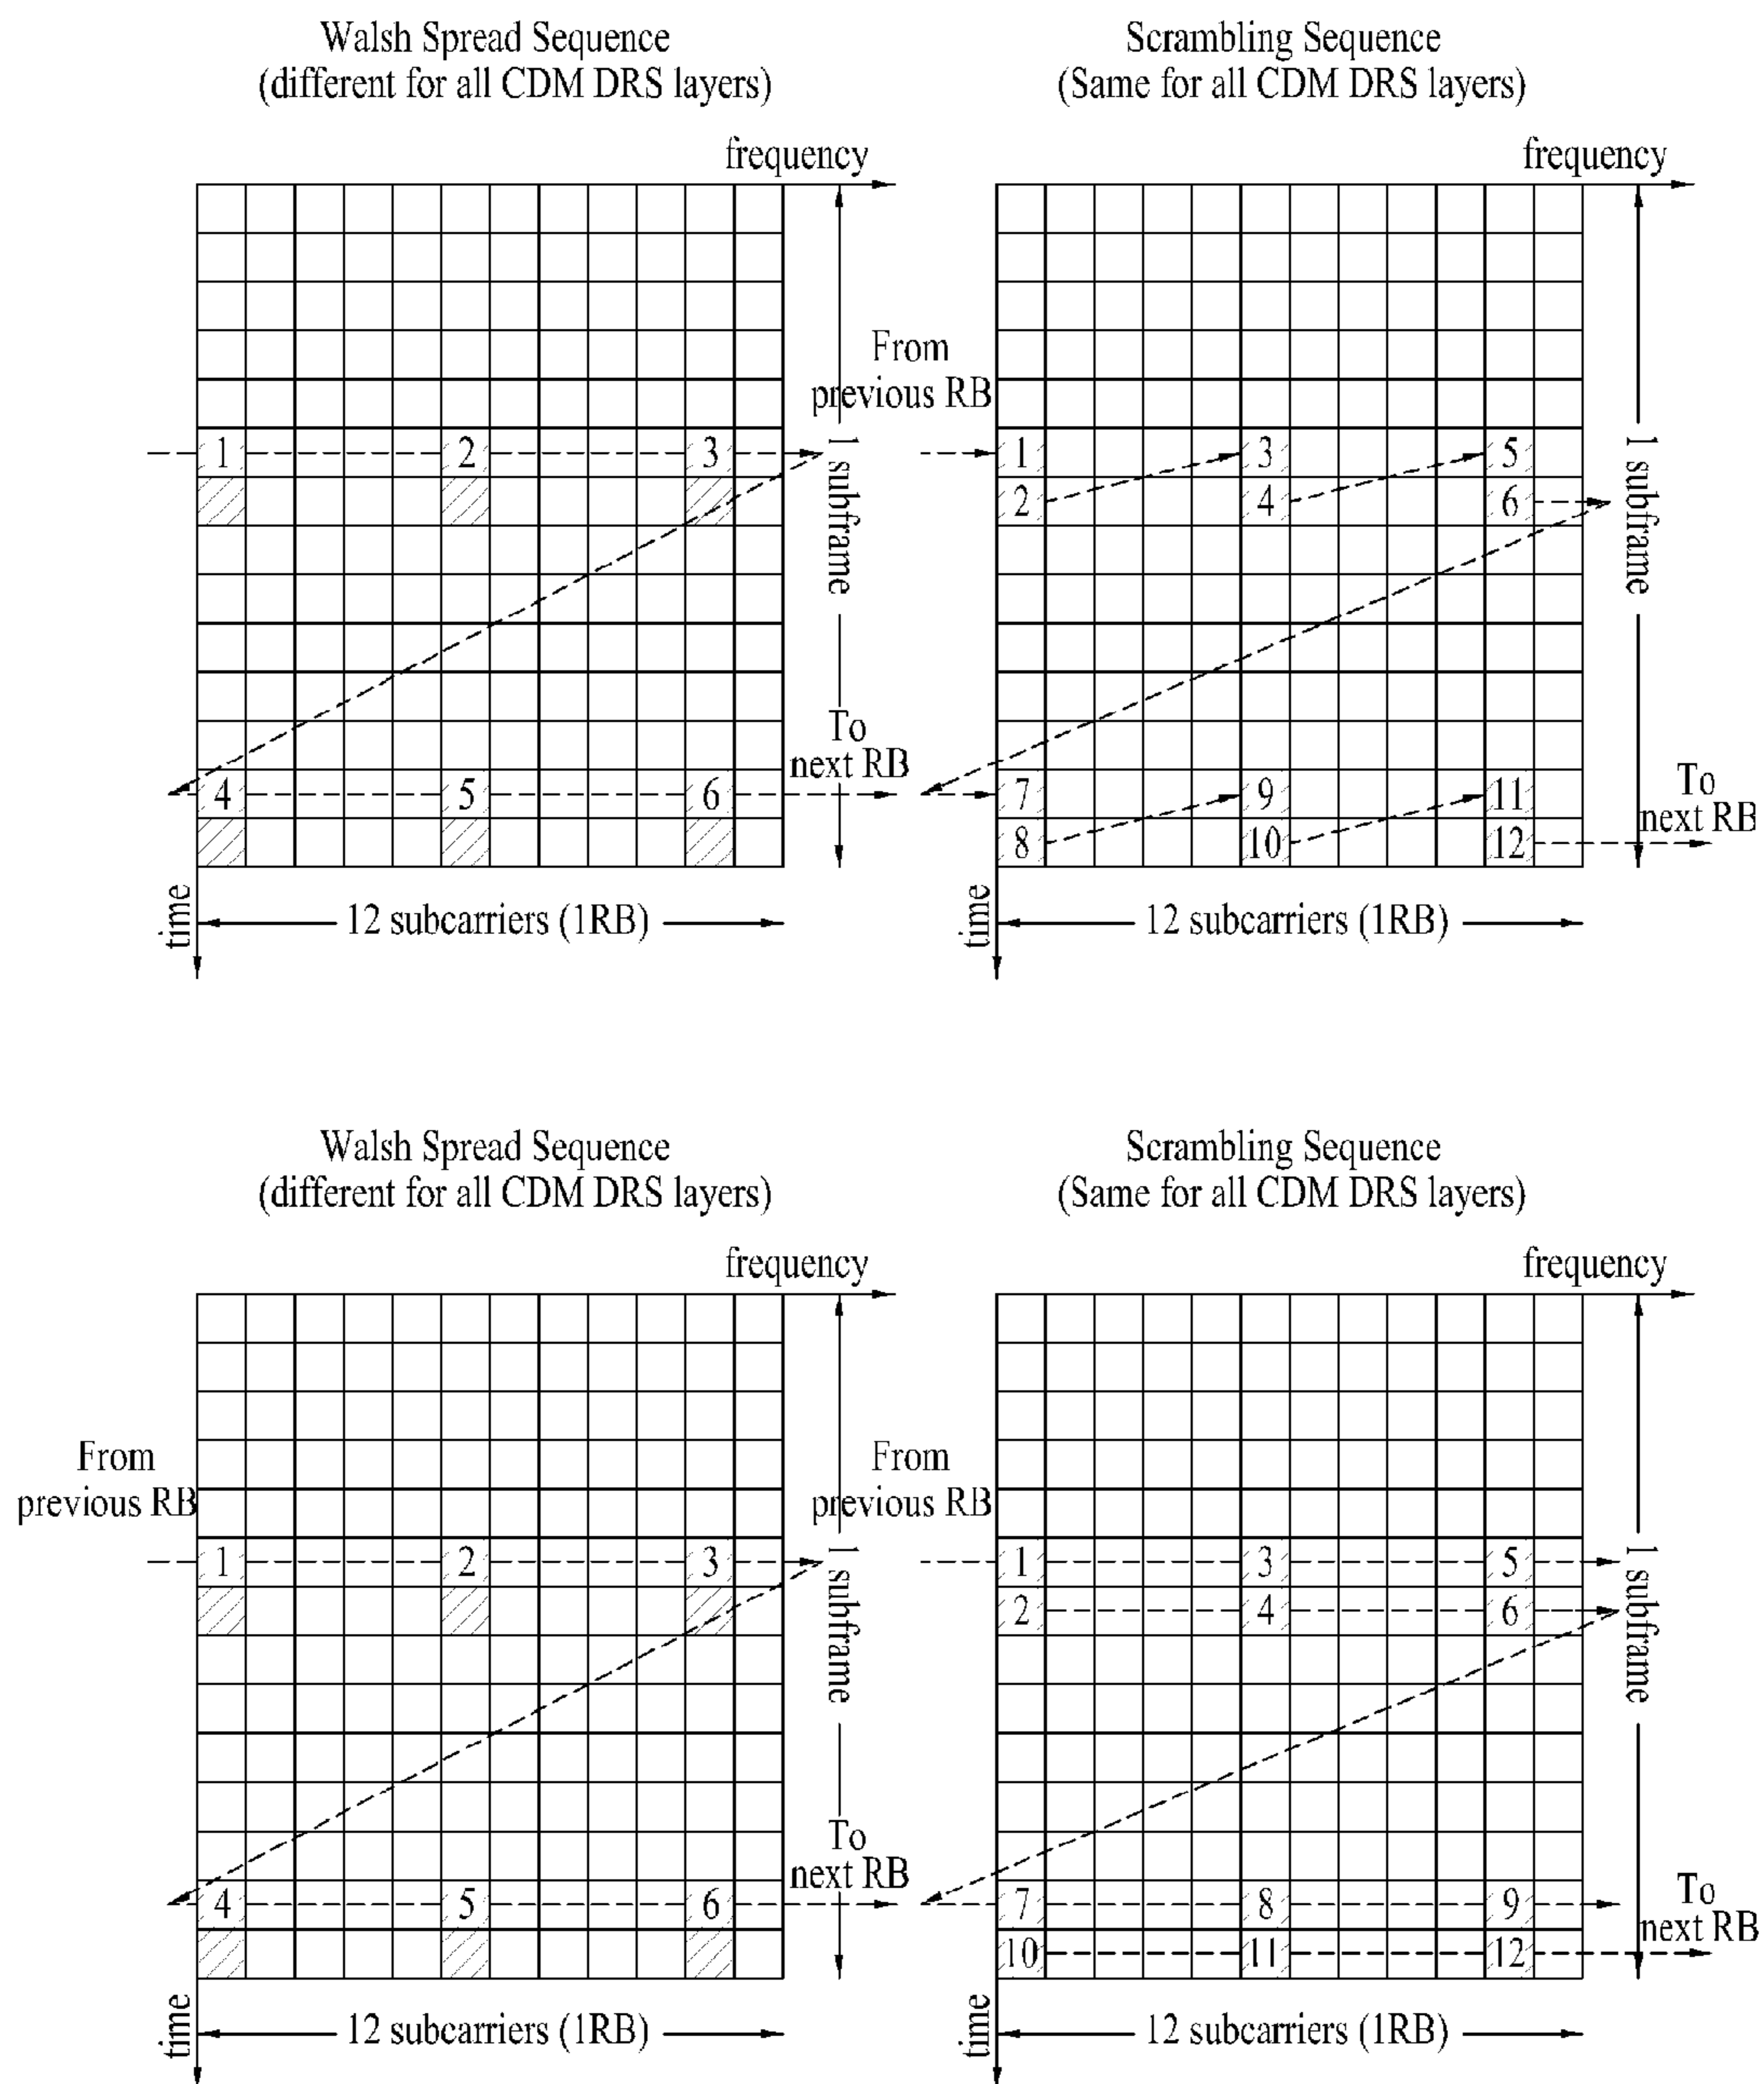 Walsh Spread Sequence
(different for all CDM DRS layers)
frequency
1 2 3
4 5 6
1 subframe
To
next RB
time
12 subcarriers (1RB)
Scrambling Sequence
(Same for all CDM DRS layers)
frequency
From
previous RB
1 3 5
2 4 6
7 9 11
8 10 12
1 subframe
To
next RB
time
12 subcarriers (1RB)
Walsh Spread Sequence
(different for all CDM DRS layers)
frequency
From
previous RB
1 2 3
4 5 6
1 subframe
To
next RB
time
12 subcarriers (1RB)
Scrambling Sequence
(Same for all CDM DRS layers)
frequency
From
previous RB
1 3 5
2 4 6
7 8 9
10 11 12
1 subframe
To
next RB
time
12 subcarriers (1RB)